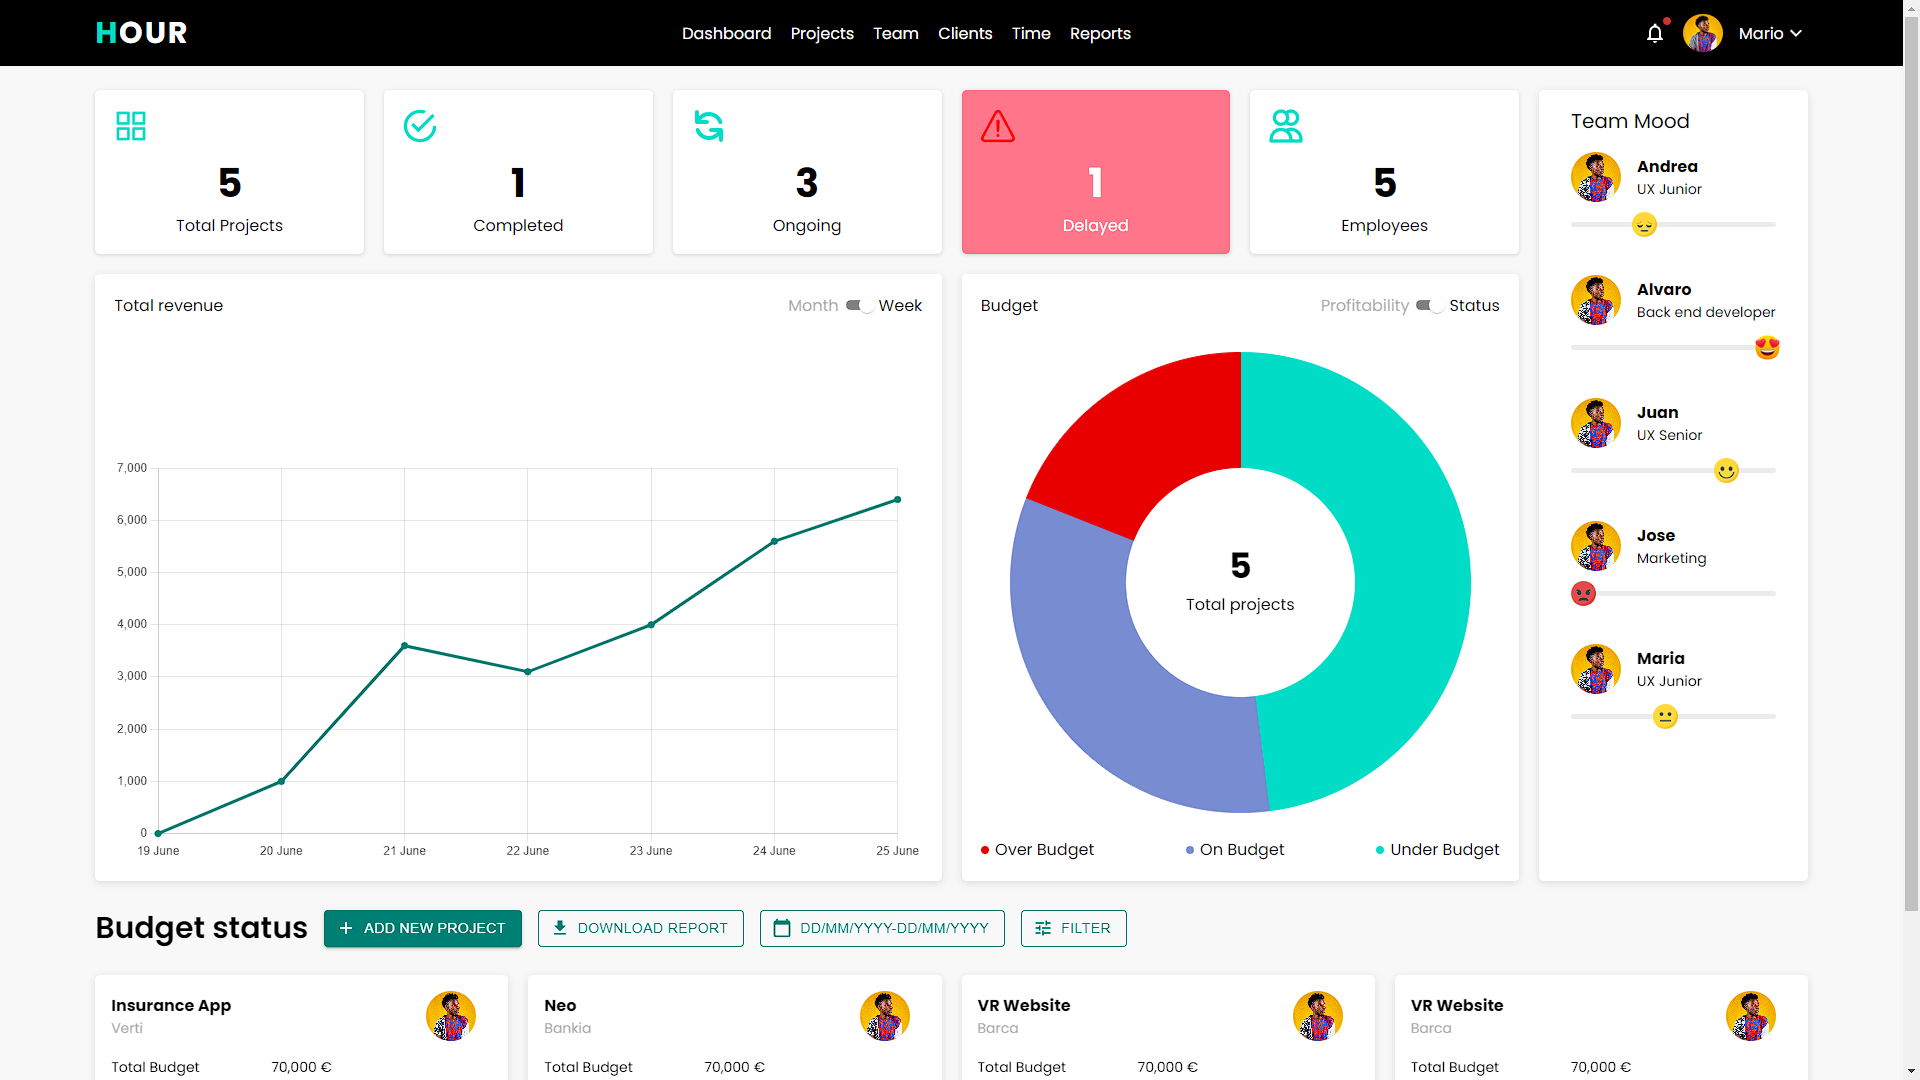 HOUR
Dashboard Projects Team Clients Time Reports
Mario
5
Total Projects
1
Completed
3
Ongoing
1
Delayed
5
Employees
Team Mood
Andrea
UX Junior
Alvaro
Back end developer
Juan
UX Senior
Jose
Marketing
Maria
UX Junior
Total revenue
Month Week
7,000
6,000
5,000
4,000
3,000
2,000
1,000
0
19 June 20 June 21 June 22 June 23 June 24 June 25 June
Budget
Profitability Status
5
Total projects
Over Budget On Budget Under Budget
Budget status
ADD NEW PROJECT
DOWNLOAD REPORT
DD/MM/YYYY-DD/MM/YYYY
FILTER
Insurance App
Verti
Total Budget 70,000 €
Neo
Bankia
Total Budget 70,000 €
VR Website
Barca
Total Budget 70,000 €
VR Website
Barca
Total Budget 70,000 €